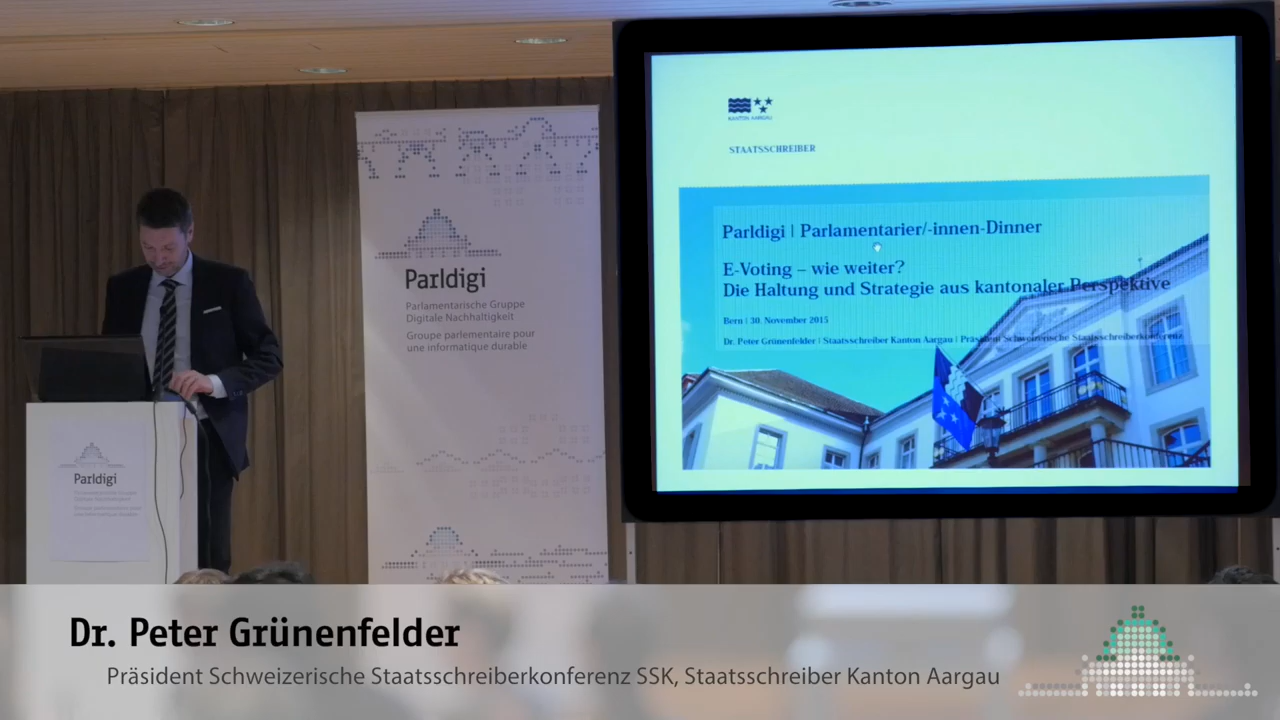 KANTON AARGAU
STAATSSCHREIBER
Parldigi | Parlamentarier/-innen-Dinner
E-Voting – wie weiter?
Die Haltung und Strategie aus kantonaler Perspektive
Bern | 30. November 2015
Dr. Peter Grünenfelder | Staatsschreiber Kanton Aargau | Präsident Schweizerische Staatsschreiberkonferenz
Parldigi
Parlamentarische Gruppe
Digitale Nachhaltigkeit
Groupe parlementaire pour
une informatique durable
Parldigi
Dr. Peter Grünenfelder
Präsident Schweizerische Staatsschreiberkonferenz SSK, Staatsschreiber Kanton Aargau